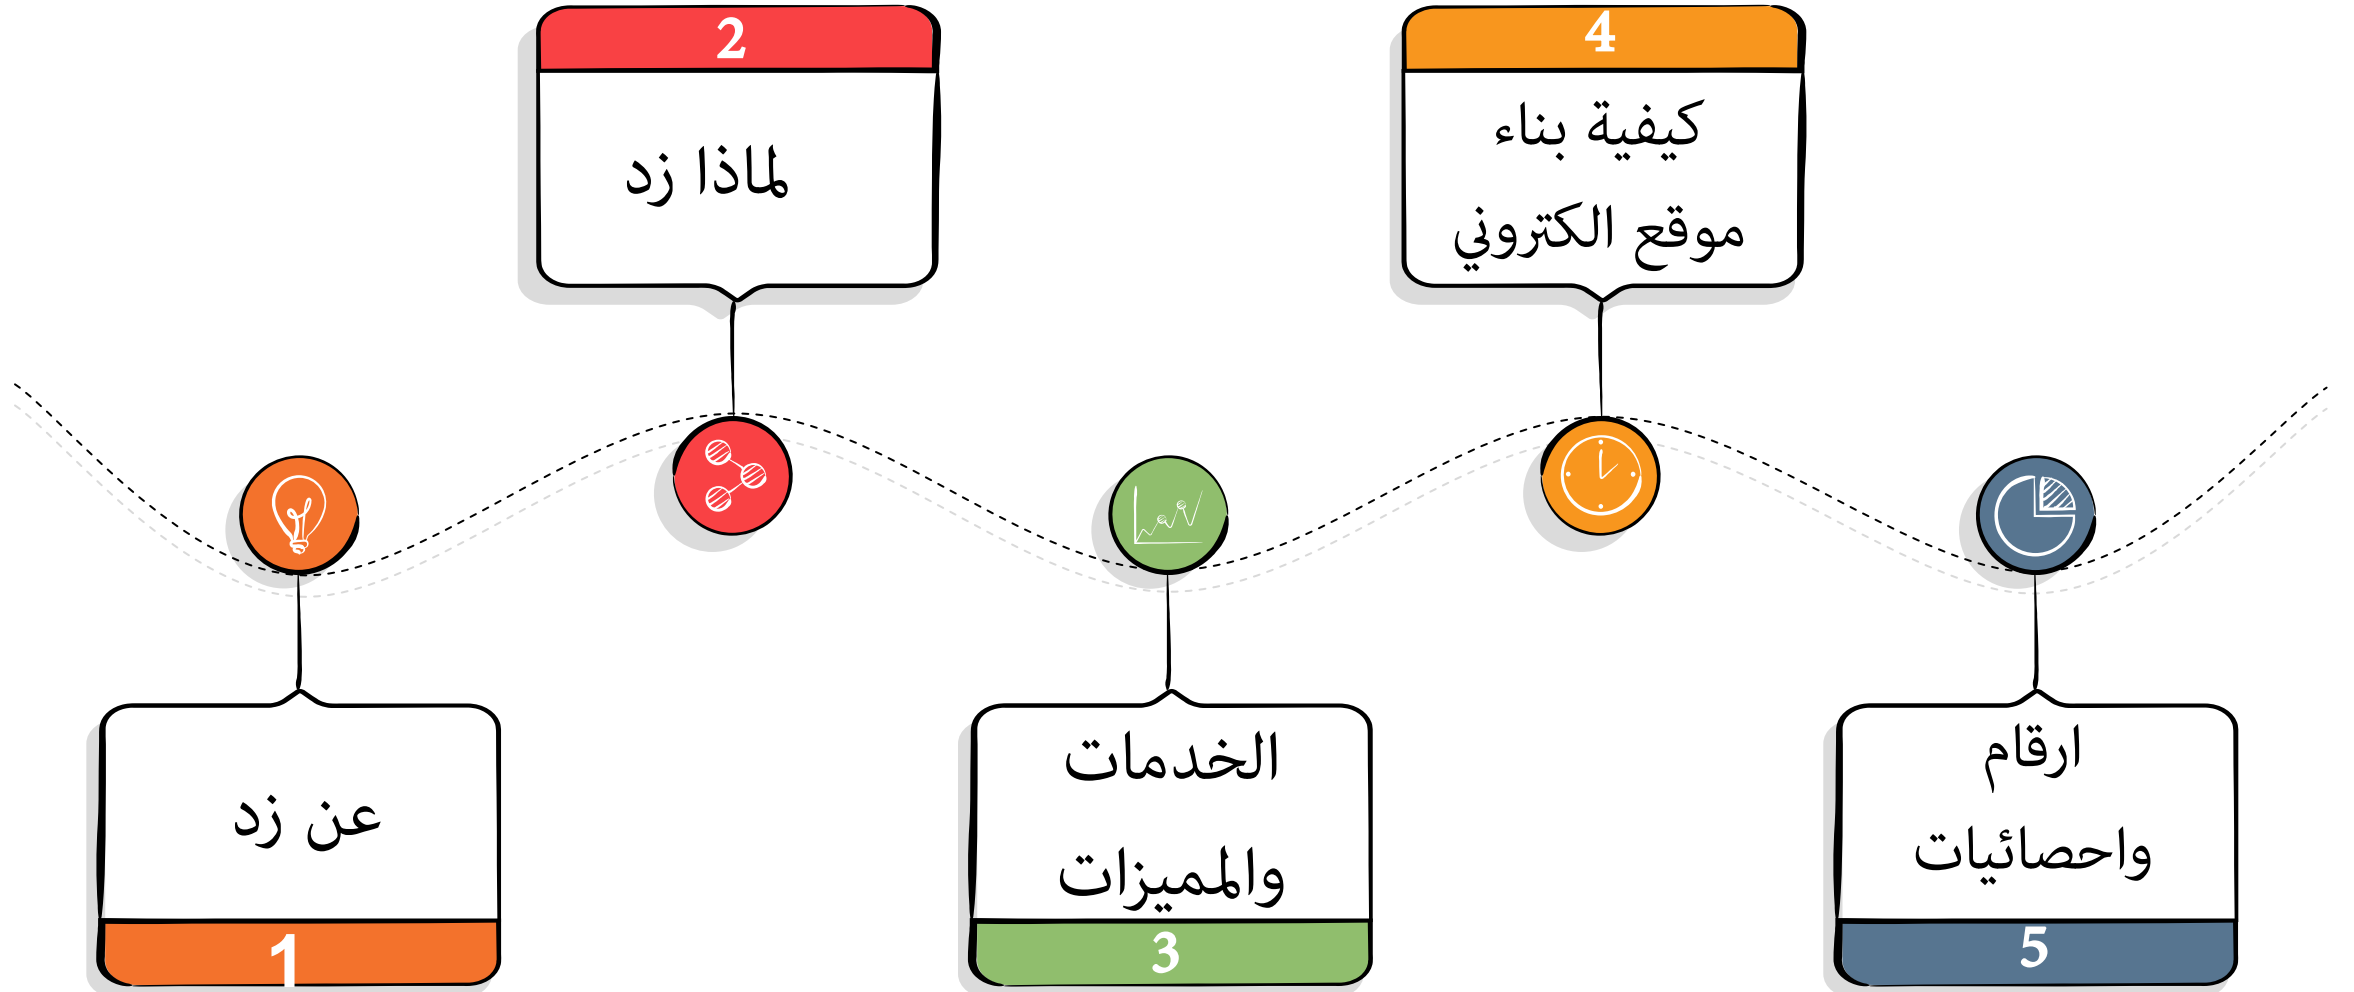 1
عن زد
2
لماذا زد
3
الخدمات
والمميزات
4
كيفية بناء
موقع الكتروني
5
ارقام
واحصائيات